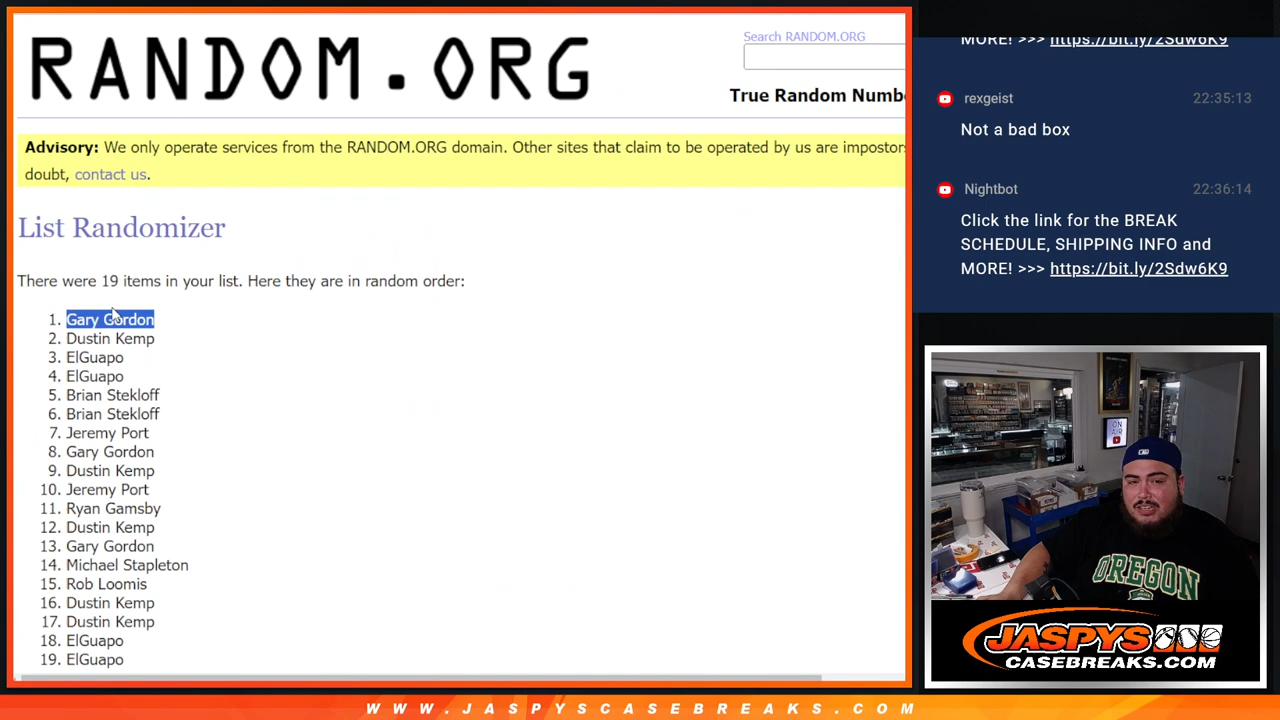 RANDOM.ORG
Search RANDOM.ORG
True Random Numb
Advisory: We only operate services from the RANDOM.ORG domain. Other sites that claim to be operated by us are impostors
doubt, contact us.
List Randomizer
There were 19 items in your list. Here they are in random order:
1. Gary Gordon
2. Dustin Kemp
3. ElGuapo
4. ElGuapo
5. Brian Stekloff
6. Brian Stekloff
7. Jeremy Port
8. Gary Gordon
9. Dustin Kemp
10. Jeremy Port
11. Ryan Gamsby
12. Dustin Kemp
13. Gary Gordon
14. Michael Stapleton
15. Rob Loomis
16. Dustin Kemp
17. Dustin Kemp
18. ElGuapo
19. ElGuapo
MORE! >>> https://bit.ly/2Sdw6K9
rexgeist 22:35:13
Not a bad box
Nightbot 22:36:14
Click the link for the BREAK
SCHEDULE, SHIPPING INFO and
MORE! >>> https://bit.ly/2Sdw6K9
ON
AIR
OREGON
JASPYS
CASEBREAKS.COM
WWW.JASPYSCASEBREAKS.COM